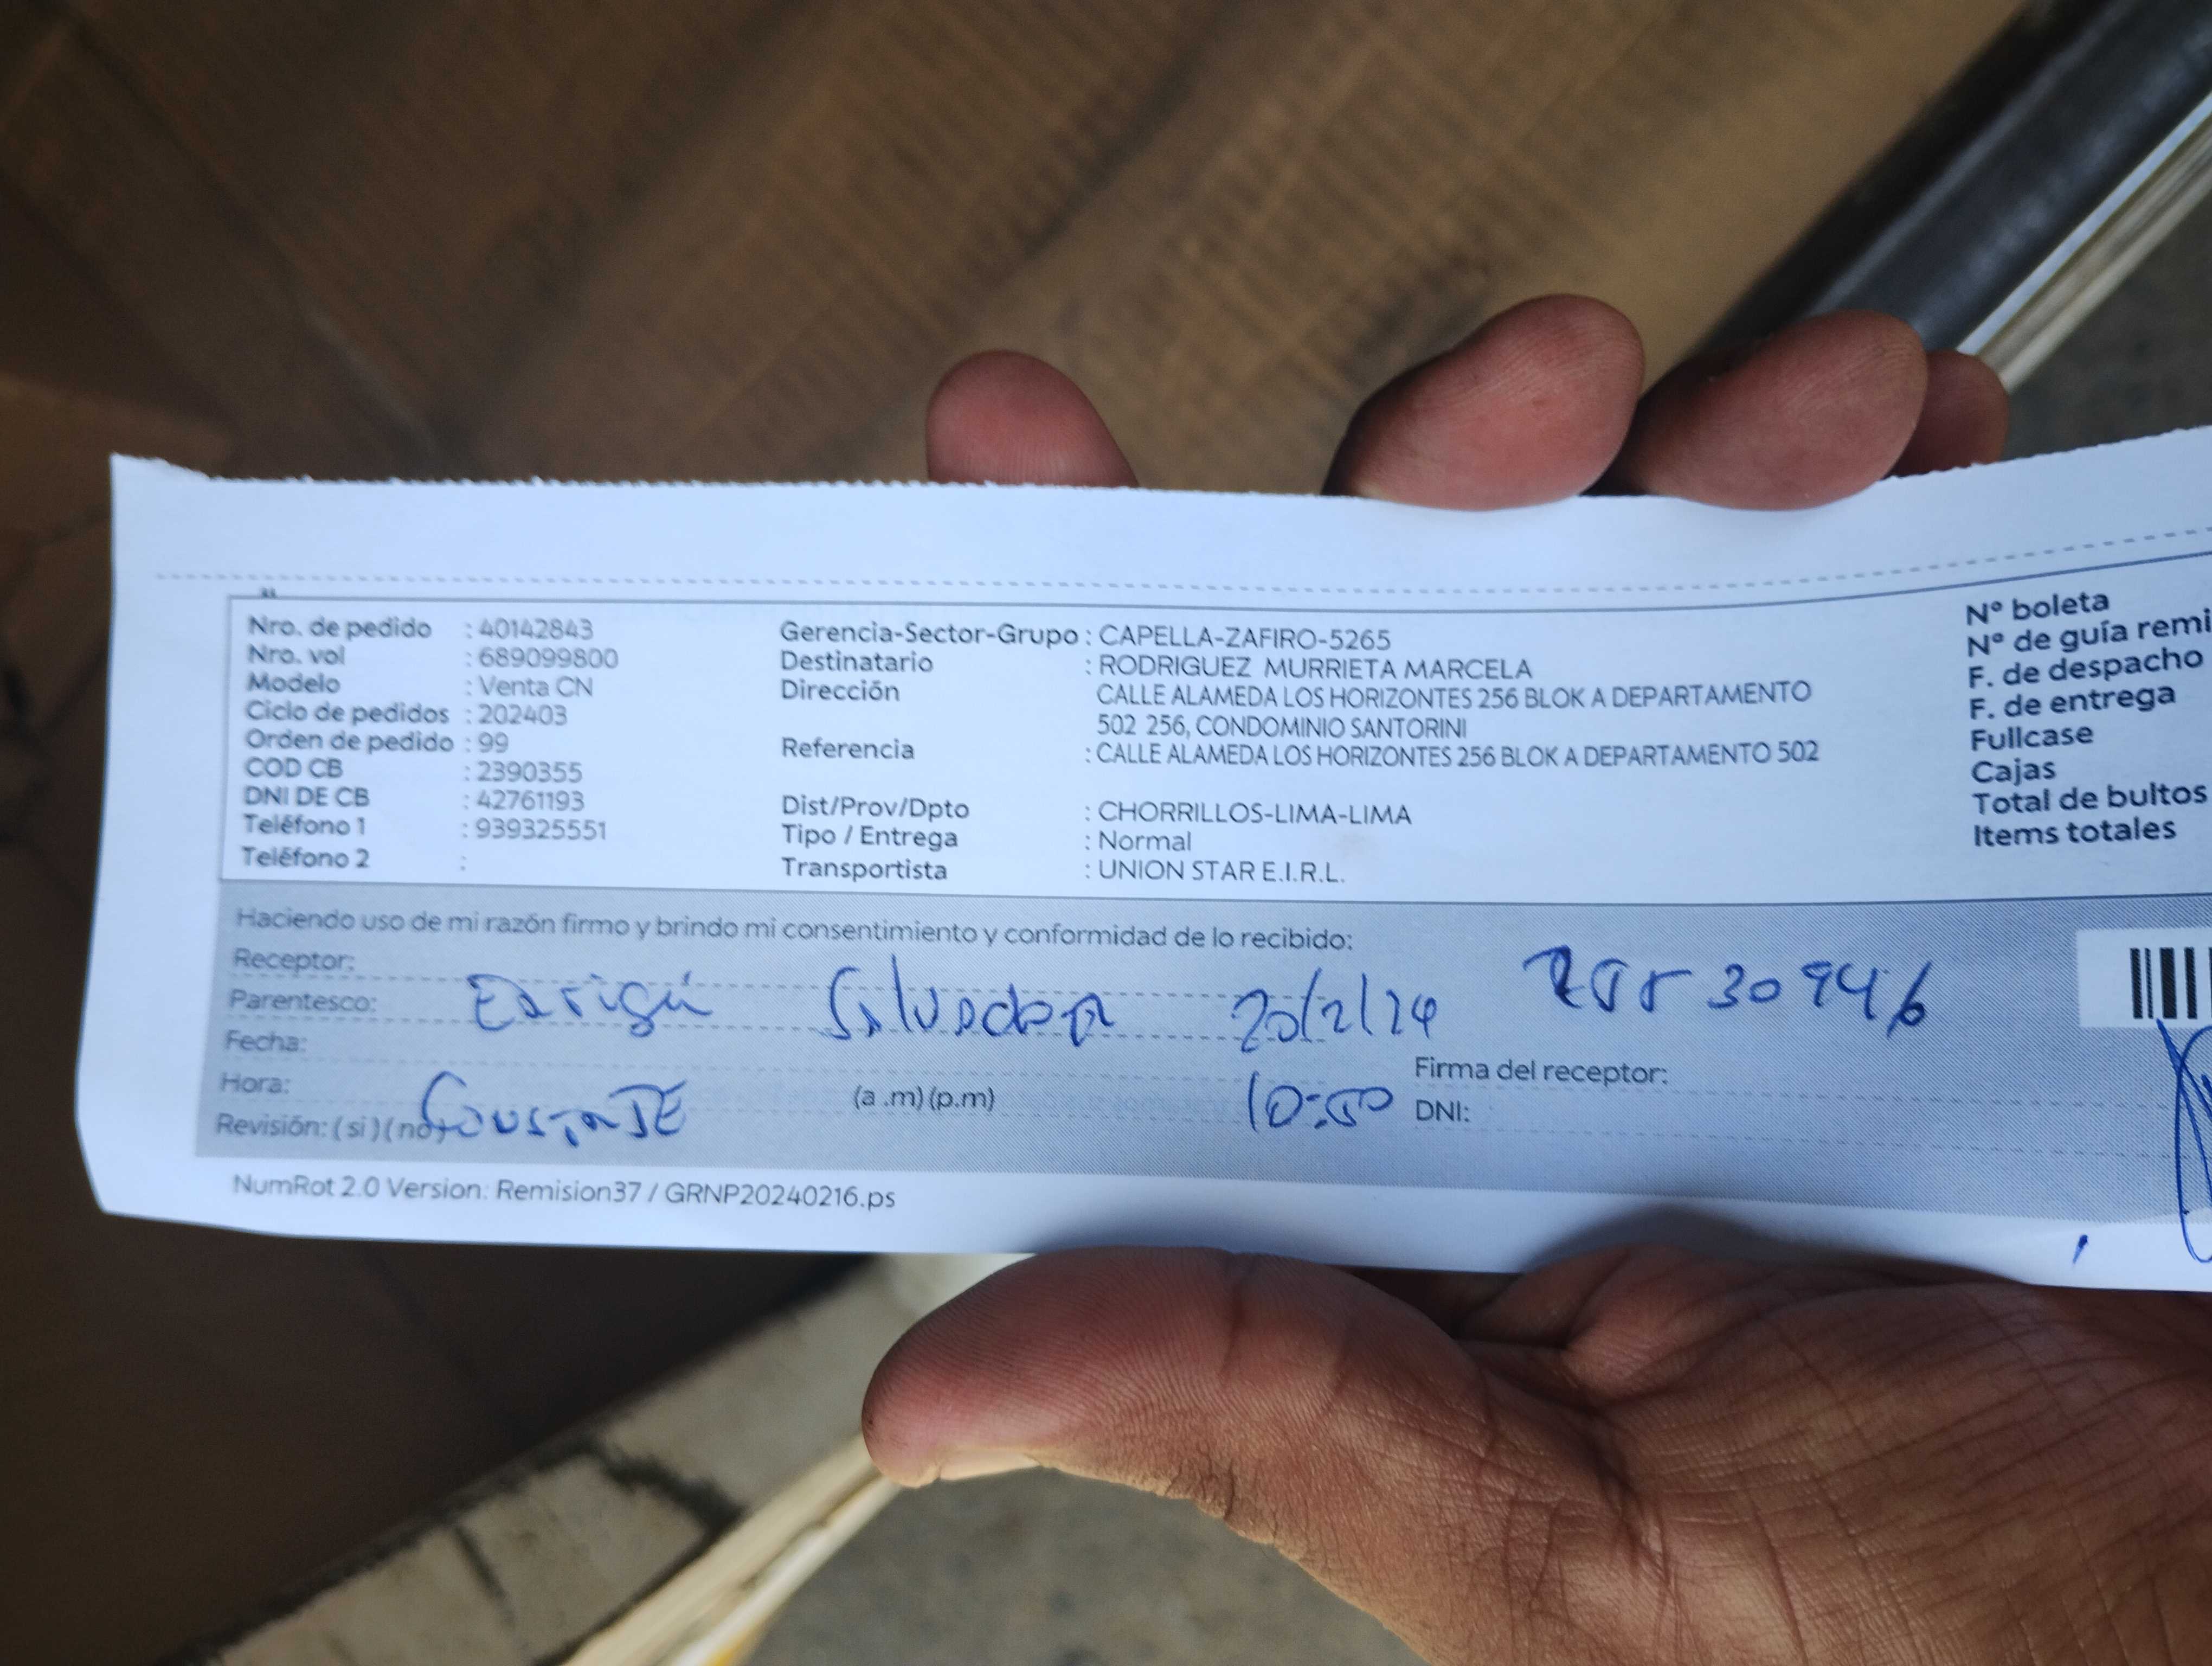 Nro. de pedido : 40142843
Nro. vol : 689099800
Modelo : Venta CN
Ciclo de pedidos : 202403
Orden de pedido : 99
COD CB : 2390355
DNI DE CB : 42761193
Teléfono 1 : 939325551
Teléfono 2 :
Gerencia-Sector-Grupo : CAPELLA-ZAFIRO-5265
Destinatario : RODRIGUEZ MURRIETA MARCELA
Dirección CALLE ALAMEDA LOS HORIZONTES 256 BLOK A DEPARTAMENTO
502 256, CONDOMINIO SANTORINI
Referencia : CALLE ALAMEDA LOS HORIZONTES 256 BLOK A DEPARTAMENTO 502
Dist/Prov/Dpto : CHORRILLOS-LIMA-LIMA
Tipo / Entrega : Normal
Transportista : UNION STAR E.I.R.L.
Nº boleta
Nº de guía remi
F. de despacho
F. de entrega
Fullcase
Cajas
Total de bultos
Items totales
Haciendo uso de mi razón firmo y brindo mi consentimiento y conformidad de lo recibido:
Receptor:
Parentesco: Salvador 20/2/24
Fecha:
Hora: (a .m) (p.m) 10:50
Revisión: ( si ) ( no )
Firma del receptor:
DNI:
NumRot 2.0 Version: Remision37 / GRNP20240216.ps